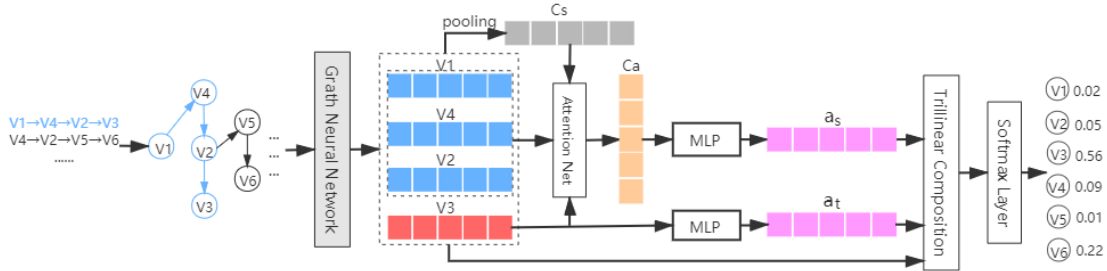 V1→V4→V2→V3
V4→V2→V5→V6
......
V1
V4
V2
V3
V5
V6
...
...
Grath Neural Network
pooling
Cs
V1
V4
V2
V3
Attention Net
Ca
MLP
MLP
as
at
Trilinear Composition
Softmax Layer
V1 0.02
V2 0.05
V3 0.56
V4 0.09
V5 0.01
V6 0.22